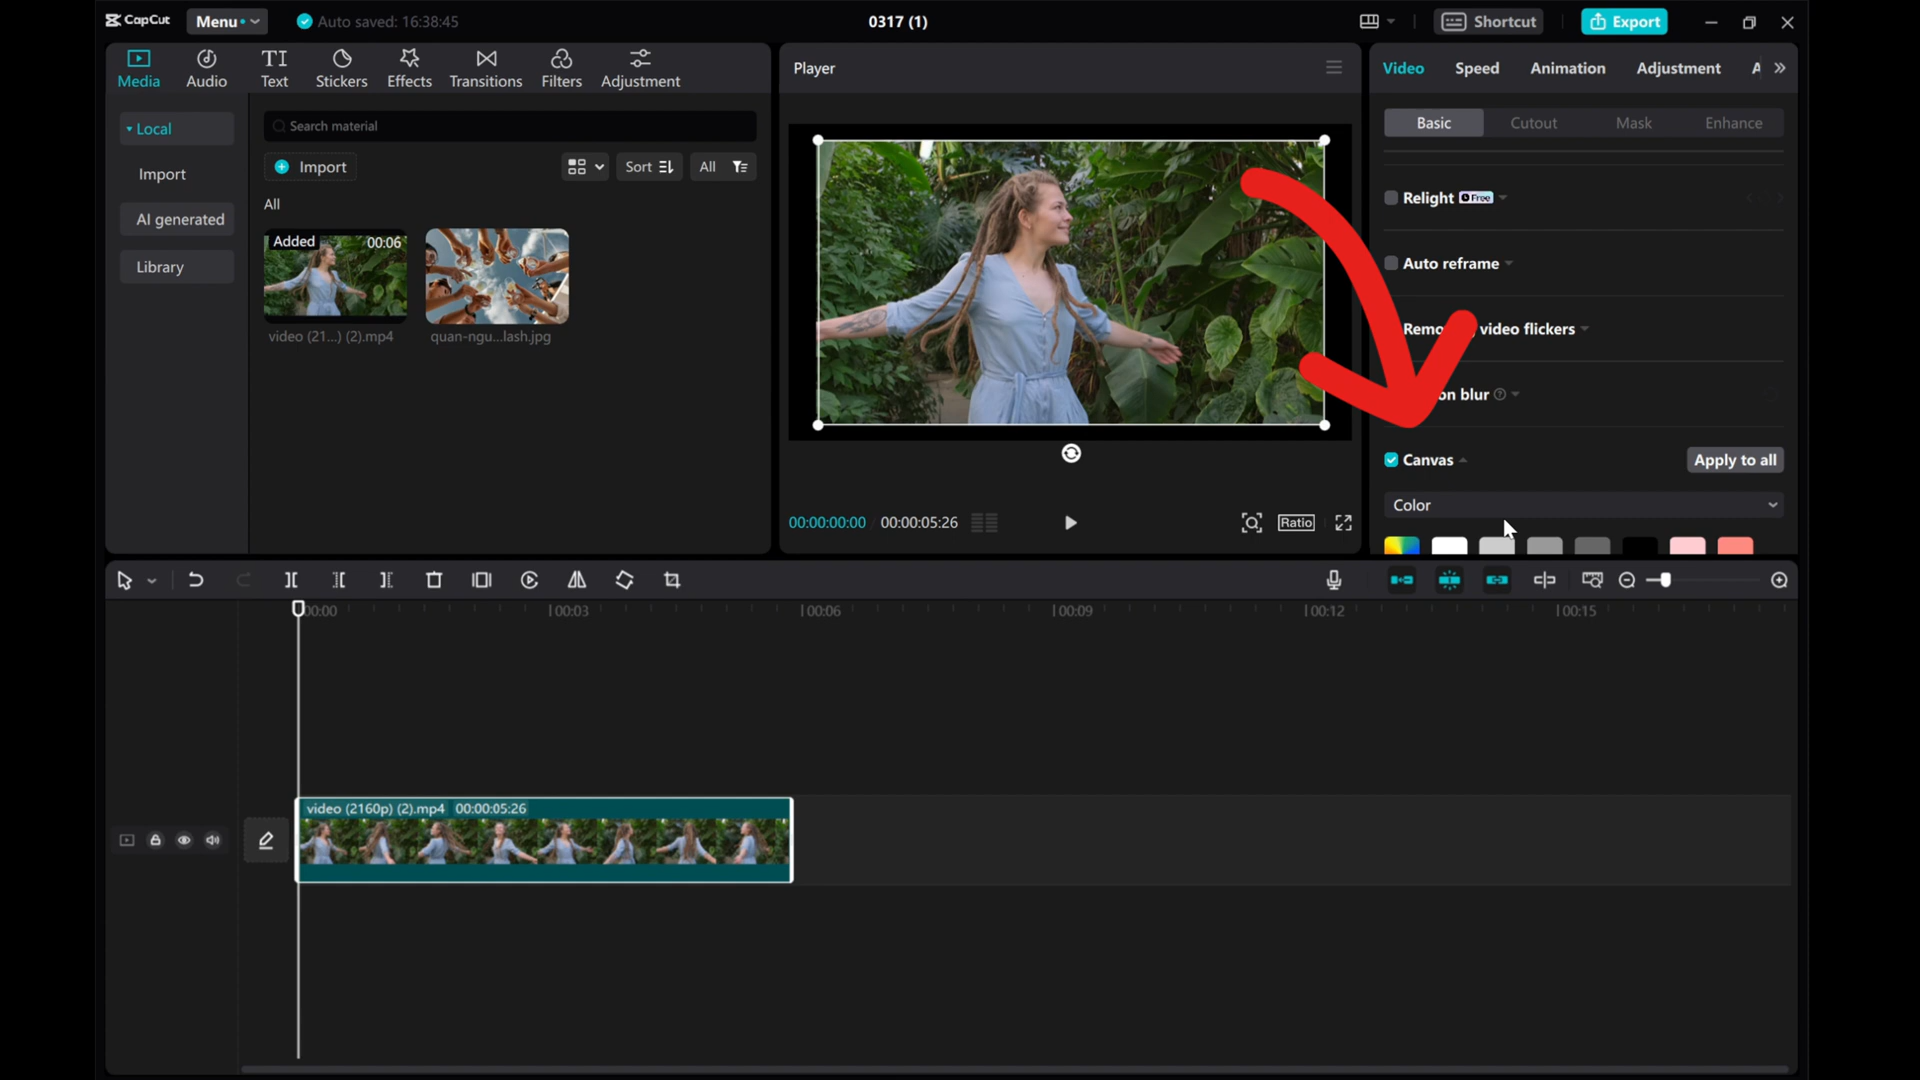 CapCut
Menu
Auto saved: 16:38:45
0317 (1)
Shortcut
Export
Media
Audio
TI
Text
Stickers
Effects
Transitions
Filters
Adjustment
Local
Import
AI generated
Library
Search material
Import
Sort
All
All
Added
00:06
video (21...) (2).mp4
quan-ngu...lash.jpg
Player
00:00:00:00
00:00:05:26
Ratio
Video
Speed
Animation
Adjustment
Basic
Cutout
Mask
Enhance
Relight
Free
Auto reframe
video flickers
blur
Canvas
Apply to all
Color
00:00
00:03
00:06
00:09
00:12
00:15
video (2160p) (2).mp4 00:00:05:26